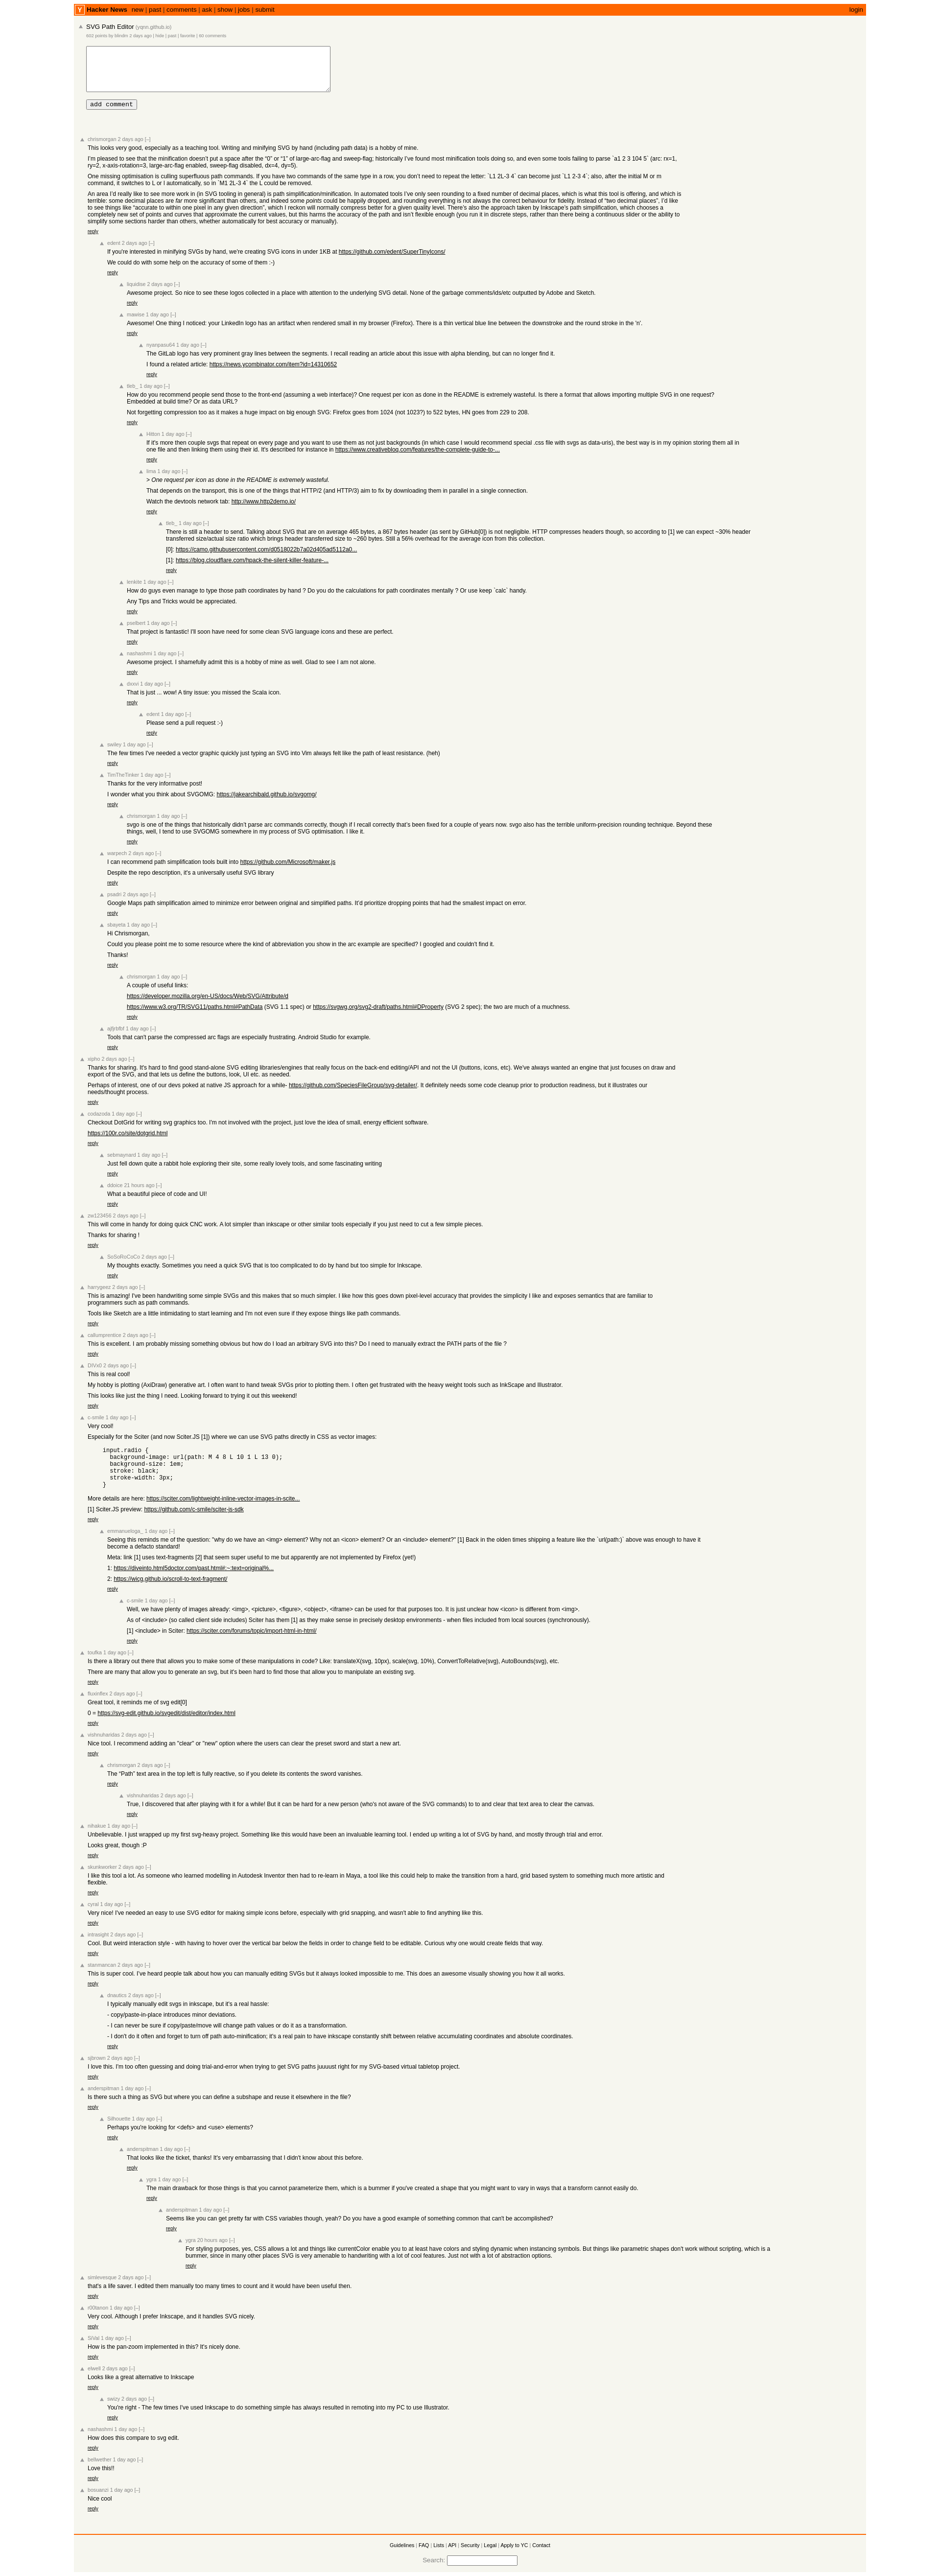 Y Hacker News new | past | comments | ask | show | jobs | submit login
SVG Path Editor (yqnn.github.io)
hide | past | favorite
add comment
chrismorgan 2 days ago [–]
This looks very good, especially as a teaching tool. Writing and minifying SVG by hand (including path data) is a hobby of mine.
I'm pleased to see that the minification doesn't put a space after the “0” or “1” of large-arc-flag and sweep-flag; historically I've found most minification tools doing so, and even some tools failing to parse `a1 2 3 104 5` (arc: rx=1,
ry=2, x-axis-rotation=3, large-arc-flag enabled, sweep-flag disabled, dx=4, dy=5).
One missing optimisation is culling superfluous path commands. If you have two commands of the same type in a row, you don't need to repeat the letter: `L1 2L-3 4` can become just `L1 2-3 4`; also, after the initial M or m
command, it switches to L or l automatically, so in `M1 2L-3 4` the L could be removed.
An area I'd really like to see more work in (in SVG tooling in general) is path simplification/minification. In automated tools I've only seen rounding to a fixed number of decimal places, which is what this tool is offering, and which is
terrible: some decimal places are far more significant than others, and indeed some points could be happily dropped, and rounding everything is not always the correct behaviour for fidelity. Instead of “two decimal places”, I'd like
to see things like “accurate to within one pixel in any given direction”, which I reckon will normally compress better for a given quality level. There's also the approach taken by Inkscape's path simplification, which chooses a
completely new set of points and curves that approximate the current values, but this harms the accuracy of the path and isn't flexible enough (you run it in discrete steps, rather than there being a continuous slider or the ability to
simplify some sections harder than others, whether automatically for best accuracy or manually).
reply
edent 2 days ago [–]
If you're interested in minifying SVGs by hand, we're creating SVG icons in under 1KB at https://github.com/edent/SuperTinyIcons/
We could do with some help on the accuracy of some of them :-)
reply
liquidise 2 days ago [–]
Awesome project. So nice to see these logos collected in a place with attention to the underlying SVG detail. None of the garbage comments/ids/etc outputted by Adobe and Sketch.
reply
mawise 1 day ago [–]
Awesome! One thing I noticed: your LinkedIn logo has an artifact when rendered small in my browser (Firefox). There is a thin vertical blue line between the downstroke and the round stroke in the 'n'.
reply
nyanpasu64 1 day ago [–]
The GitLab logo has very prominent gray lines between the segments. I recall reading an article about this issue with alpha blending, but can no longer find it.
I found a related article: https://news.ycombinator.com/item?id=14310652
reply
tleb_ 1 day ago [–]
How do you recommend people send those to the front-end (assuming a web interface)? One request per icon as done in the README is extremely wasteful. Is there a format that allows importing multiple SVG in one request?
Embedded at build time? Or as data URL?
Not forgetting compression too as it makes a huge impact on big enough SVG: Firefox goes from 1024 (not 1023?) to 522 bytes, HN goes from 229 to 208.
reply
Hitton 1 day ago [–]
If it's more then couple svgs that repeat on every page and you want to use them as not just backgrounds (in which case I would recommend special .css file with svgs as data-uris), the best way is in my opinion storing them all in
one file and then linking them using their id. It's described for instance in https://www.creativebloq.com/features/the-complete-guide-to-...
reply
lima 1 day ago [–]
> One request per icon as done in the README is extremely wasteful.
That depends on the transport, this is one of the things that HTTP/2 (and HTTP/3) aim to fix by downloading them in parallel in a single connection.
Watch the devtools network tab: http://www.http2demo.io/
reply
tleb_ 1 day ago [–]
There is still a header to send. Talking about SVG that are on average 465 bytes, a 867 bytes header (as sent by GitHub[0]) is not negligible. HTTP compresses headers though, so according to [1] we can expect ~30% header
transferred size/actual size ratio which brings header transferred size to ~260 bytes. Still a 56% overhead for the average icon from this collection.
[0]: https://camo.githubusercontent.com/d0518022b7a02d405ad5112a0...
[1]: https://blog.cloudflare.com/hpack-the-silent-killer-feature-...
reply
1 day ago [–]
How do guys even manage to type those path coordinates by hand ? Do you do the calculations for path coordinates mentally ? Or use keep `calc` handy.
Any Tips and Tricks would be appreciated.
reply
pwilbert 1 day ago [–]
That project is fantastic! I'll soon have need for some clean SVG language icons and these are perfect.
reply
nashashmi 1 day ago [–]
Awesome project. I shamefully admit this is a hobby of mine as well. Glad to see I am not alone.
reply
1 day ago [–]
That is just ... wow! A tiny issue: you missed the Scala icon.
reply
edent 1 day ago [–]
Please send a pull request :-)
reply
swiley 1 day ago [–]
The few times I've needed a vector graphic quickly just typing an SVG into Vim always felt like the path of least resistance. (heh)
reply
TimTheTinker 1 day ago [–]
Thanks for the very informative post!
I wonder what you think about SVGOMG: https://jakearchibald.github.io/svgomg/
reply
chrismorgan 1 day ago [–]
svgo is one of the things that historically didn't parse arc commands correctly, though if I recall correctly that's been fixed for a couple of years now. svgo also has the terrible uniform-precision rounding technique. Beyond these
things, well, I tend to use SVGOMG somewhere in my process of SVG optimisation. I like it.
reply
warpech 2 days ago [–]
I can recommend path simplification tools built into https://github.com/Microsoft/maker.js
Despite the repo description, it's a universally useful SVG library
reply
psadri 2 days ago [–]
Google Maps path simplification aimed to minimize error between original and simplified paths. It'd prioritize dropping points that had the smallest impact on error.
reply
sbayeta 1 day ago [–]
Hi Chrismorgan,
Could you please point me to some resource where the kind of abbreviation you show in the arc example are specified? I googled and couldn't find it.
Thanks!
reply
chrismorgan 1 day ago [–]
A couple of useful links:
https://developer.mozilla.org/en-US/docs/Web/SVG/Attribute/d
https://www.w3.org/TR/SVG11/paths.html#PathData (SVG 1.1 spec) or https://svgwg.org/svg2-draft/paths.html#DProperty (SVG 2 spec); the two are much of a muchness.
reply
1 day ago [–]
Tools that can't parse the compressed arc flags are especially frustrating. Android Studio for example.
reply
xipho 2 days ago [–]
Thanks for sharing. It's hard to find good stand-alone SVG editing libraries/engines that really focus on the back-end editing/API and not the UI (buttons, icons, etc). We've always wanted an engine that just focuses on draw and
export of the SVG, and that lets us define the button, look, UI etc. as needed.
Perhaps of interest, one of our devs poked at native JS approach for a while- https://github.com/SpeciesFileGroup/svg-detailer/. It definitely needs some code cleanup prior to production readiness, but it illustrates our
needs/thought process.
reply
codazoda 1 day ago [–]
Checkout DotGrid for writing svg graphics too. I'm not involved with the project, just love the idea of small, energy efficient software.
https://100r.co/site/dotgrid.html
reply
sebmaynard 1 day ago [–]
Just fell down quite a rabbit hole exploring their site, some really lovely tools, and some fascinating writing
reply
ddoice 21 hours ago [–]
What a beautiful piece of code and UI!
reply
zw123456 2 days ago [–]
This will come in handy for doing quick CNC work. A lot simpler than inkscape or other similar tools especially if you just need to cut a few simple pieces.
Thanks for sharing !
reply
SoSoRoCoCo 2 days ago [–]
My thoughts exactly. Sometimes you need a quick SVG that is too complicated to do by hand but too simple for Inkscape.
reply
harrygeez 2 days ago [–]
This is amazing! I've been handwriting some simple SVGs and this makes that so much simpler. I like how this goes down pixel-level accuracy that provides the simplicity I like and exposes semantics that are familiar to
programmers such as path commands.
Tools like Sketch are a little intimidating to start learning and I'm not even sure if they expose things like path commands.
reply
callumprentice 2 days ago [–]
This is excellent. I am probably missing something obvious but how do I load an arbitrary SVG into this? Do I need to manually extract the PATH parts of the file ?
reply
DIVx0 2 days ago [–]
This is real cool!
My hobby is plotting (AxiDraw) generative art. I often want to hand tweak SVGs prior to plotting them. I often get frustrated with the heavy weight tools such as InkScape and Illustrator.
This looks like just the thing I need. Looking forward to trying it out this weekend!
reply
c-smile 1 day ago [–]
Very cool!
Especially for the Sciter (and now Sciter.JS [1]) where we can use SVG paths directly in CSS as vector images:
input.radio {
background-image: url(path: M 4 8 L 10 1 L 13 0);
background-size: 1em;
stroke: black;
stroke-width: 3px;
}
More details are here: https://sciter.com/lightweight-inline-vector-images-in-scite...
[1] Sciter.JS preview: https://github.com/c-smile/sciter-js-sdk
reply
emmanueloga_ 1 day ago [–]
Seeing this reminds me of the question: "why do we have an <img> element? Why not an <icon> element? Or an <include> element?" [1] Back in the olden times shipping a feature like the `url(path:)` above was enough to have it
become a defacto standard!
Meta: link [1] uses text-fragments [2] that seem super useful to me but apparently are not implemented by Firefox (yet!)
1: https://diveinto.html5doctor.com/past.html#:~:text=original%...
2: https://wicg.github.io/scroll-to-text-fragment/
reply
c-smile 1 day ago [–]
Well, we have plenty of images already: <img>, <picture>, <figure>, <object>, <iframe> can be used for that purposes too. It is just unclear how <icon> is different from <img>.
As of <include> (so called client side includes) Sciter has them [1] as they make sense in precisely desktop environments - when files included from local sources (synchronously).
[1] <include> in Sciter: https://sciter.com/forums/topic/import-html-in-html/
reply
1 day ago [–]
Is there a library out there that allows you to make some of these manipulations in code? Like: translateX(svg, 10px), scale(svg, 10%), ConvertToRelative(svg), AutoBounds(svg), etc.
There are many that allow you to generate an svg, but it's been hard to find those that allow you to manipulate an existing svg.
reply
fluxinflex 2 days ago [–]
Great tool, it reminds me of svg edit[0]
0 = https://svg-edit.github.io/svgedit/dist/editor/index.html
reply
vishnuharidas 2 days ago [–]
Nice tool. I recommend adding an "clear" or "new" option where the users can clear the preset sword and start a new art.
reply
chrismorgan 2 days ago [–]
The “Path” text area in the top left is fully reactive, so if you delete its contents the sword vanishes.
reply
vishnuharidas 2 days ago [–]
True, I discovered that after playing with it for a while! But it can be hard for a new person (who's not aware of the SVG commands) to to and clear that text area to clear the canvas.
reply
nihakue 1 day ago [–]
Unbelievable. I just wrapped up my first svg-heavy project. Something like this would have been an invaluable learning tool. I ended up writing a lot of SVG by hand, and mostly through trial and error.
Looks great, though :P
reply
skunkworker 2 days ago [–]
I like this tool a lot. As someone who learned modelling in Autodesk Inventor then had to re-learn in Maya, a tool like this could help to make the transition from a hard, grid based system to something much more artistic and
flexible.
reply
cyral 1 day ago [–]
Very nice! I've needed an easy to use SVG editor for making simple icons before, especially with grid snapping, and wasn't able to find anything like this.
reply
intrasight 2 days ago [–]
Cool. But weird interaction style - with having to hover over the vertical bar below the fields in order to change field to be editable. Curious why one would create fields that way.
reply
starmancan 2 days ago [–]
This is super cool. I've heard people talk about how you can manually editing SVGs but it always looked impossible to me. This does an awesome visually showing you how it all works.
reply
dnautics 2 days ago [–]
I typically manually edit svgs in inkscape, but it's a real hassle:
- copy/paste-in-place introduces minor deviations.
- I can never be sure if copy/paste/move will change path values or do it as a transformation.
- I don't do it often and forget to turn off path auto-minification; it's a real pain to have inkscape constantly shift between relative accumulating coordinates and absolute coordinates.
reply
sjbrown 2 days ago [–]
I love this. I'm too often guessing and doing trial-and-error when trying to get SVG paths juuuust right for my SVG-based virtual tabletop project.
reply
anderspitman 1 day ago [–]
Is there such a thing as SVG but where you can define a subshape and reuse it elsewhere in the file?
reply
Silhouette 1 day ago [–]
Perhaps you're looking for <defs> and <use> elements?
reply
anderspitman 1 day ago [–]
That looks like the ticket, thanks! It's very embarrassing that I didn't know about this before.
reply
ygra 1 day ago [–]
The main drawback for those things is that you cannot parameterize them, which is a bummer if you've created a shape that you might want to vary in ways that a transform cannot easily do.
reply
anderspitman 1 day ago [–]
Seems like you can get pretty far with CSS variables though, yeah? Do you have a good example of something common that can't be accomplished?
reply
ygra 20 hours ago [–]
For styling purposes, yes, CSS allows a lot and things like currentColor enable you to at least have colors and styling dynamic when instancing symbols. But things like parametric shapes don't work without scripting, which is a
bummer, since in many other places SVG is very amenable to handwriting with a lot of cool features. Just not with a lot of abstraction options.
reply
simlevesque 2 days ago [–]
that's a life saver. I edited them manually too many times to count and it would have been useful then.
reply
1 day ago [–]
Very cool. Although I prefer Inkscape, and it handles SVG nicely.
reply
SiVal 1 day ago [–]
How is the pan-zoom implemented in this? It's nicely done.
reply
elwell 2 days ago [–]
Looks like a great alternative to Inkscape
reply
swizy 2 days ago [–]
You're right - The few times I've used Inkscape to do something simple has always resulted in remoting into my PC to use Illustrator.
reply
nashashmi 1 day ago [–]
How does this compare to svg edit.
reply
bellwether 1 day ago [–]
Love this!!
reply
1 day ago [–]
Nice cool
reply
Guidelines | FAQ | Lists | API | Security | Legal | Apply to YC | Contact
Search: